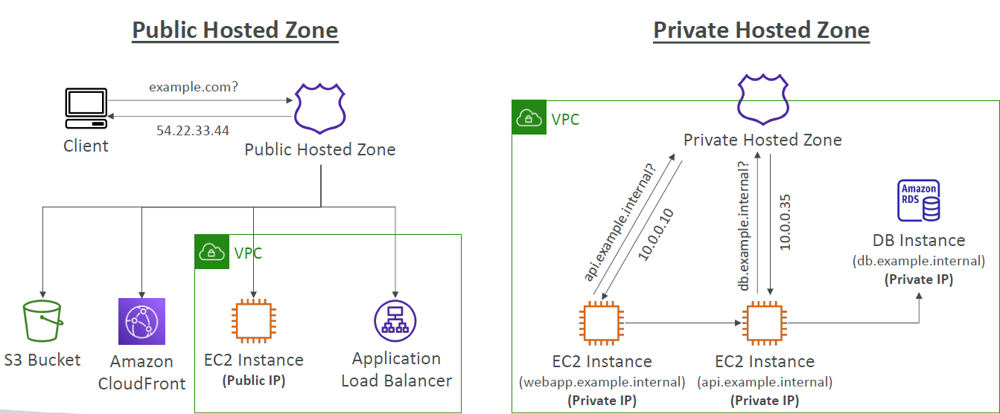 Public Hosted Zone
example.com?
54.22.33.44
Client
Public Hosted Zone
VPC
S3 Bucket
Amazon
CloudFront
EC2 Instance
(Public IP)
Application
Load Balancer
Private Hosted Zone
VPC
Private Hosted Zone
api.example.internal?
10.0.0.10
db.example.internal?
10.0.0.35
Amazon
RDS
DB Instance
(db.example.internal)
(Private IP)
EC2 Instance
(webapp.example.internal)
(Private IP)
EC2 Instance
(api.example.internal)
(Private IP)